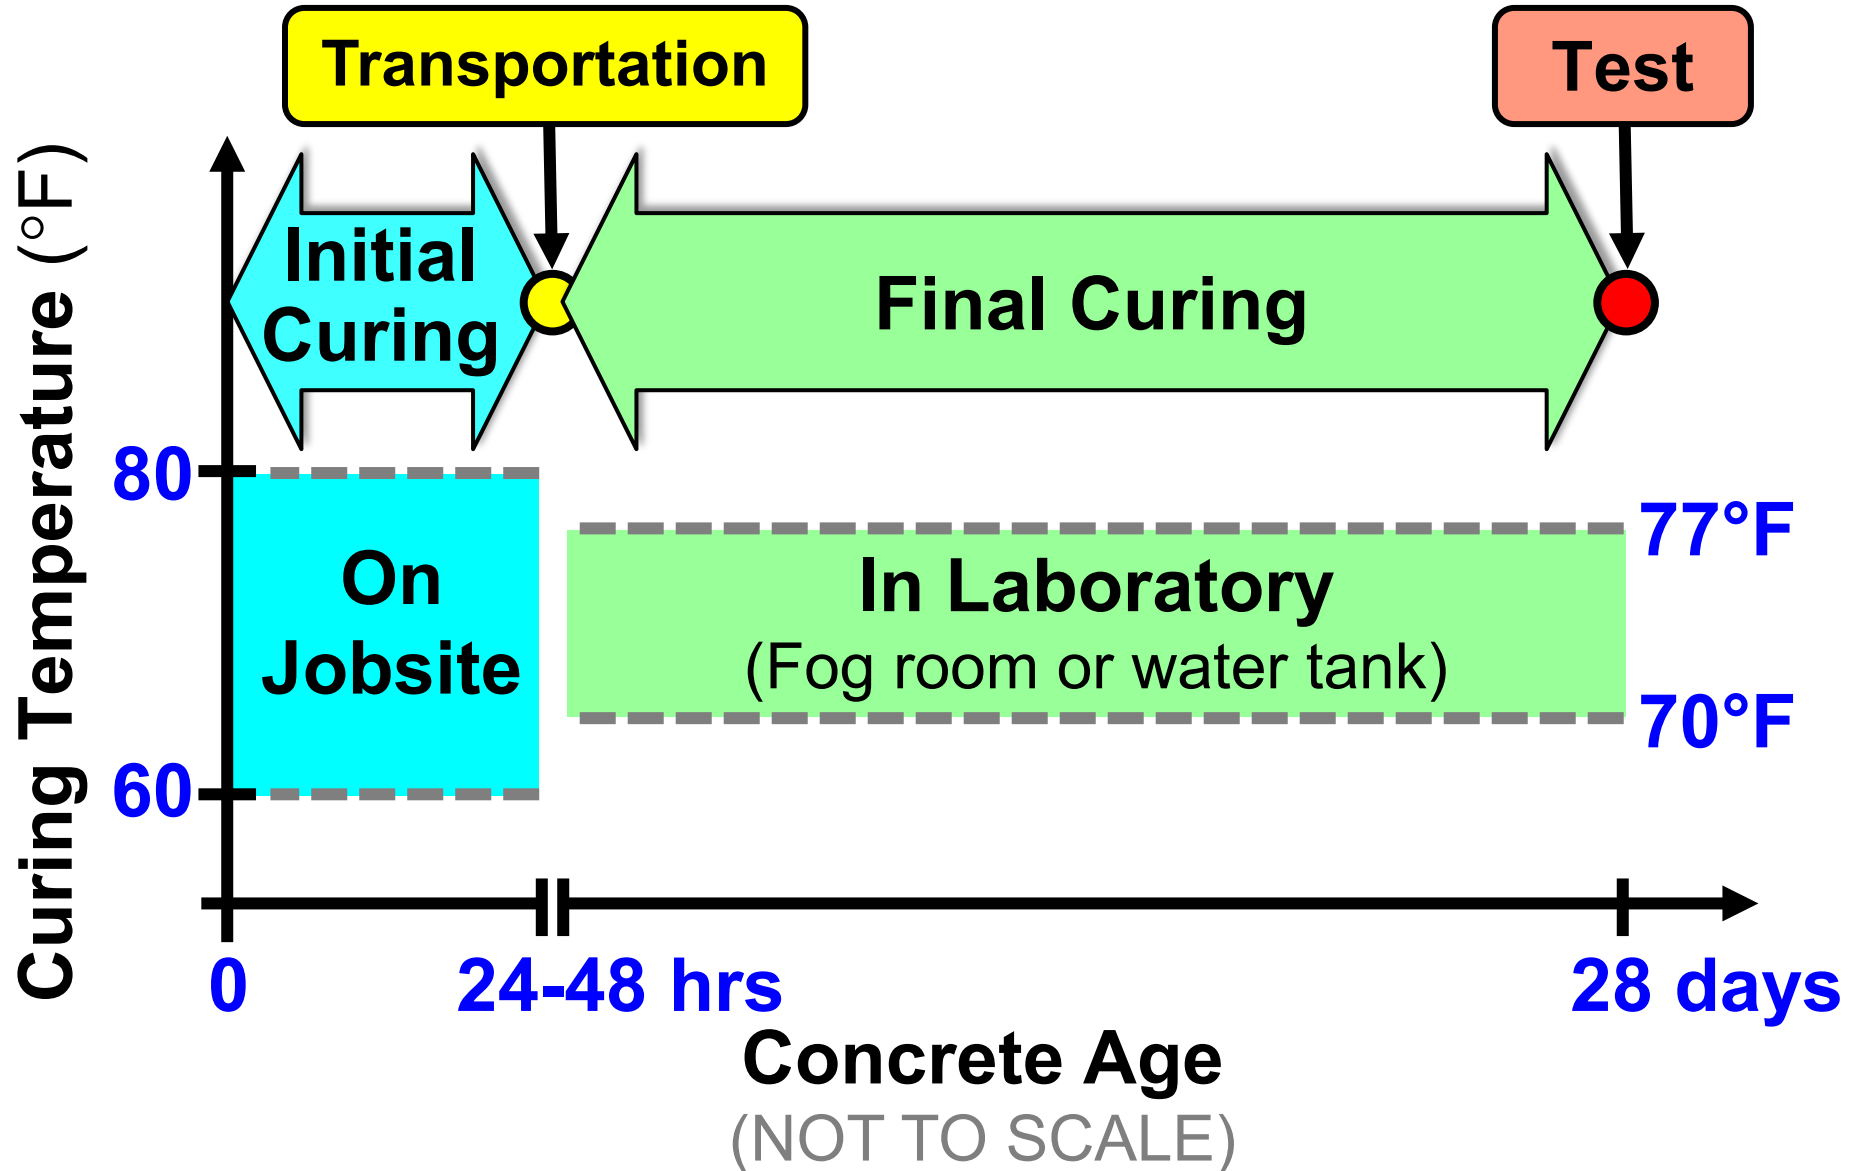 Transportation
Test
Curing Temperature (°F)
Initial
Curing
Final Curing
80
60
On
Jobsite
In Laboratory
(Fog room or water tank)
77°F
70°F
0
24-48 hrs
28 days
Concrete Age
(NOT TO SCALE)